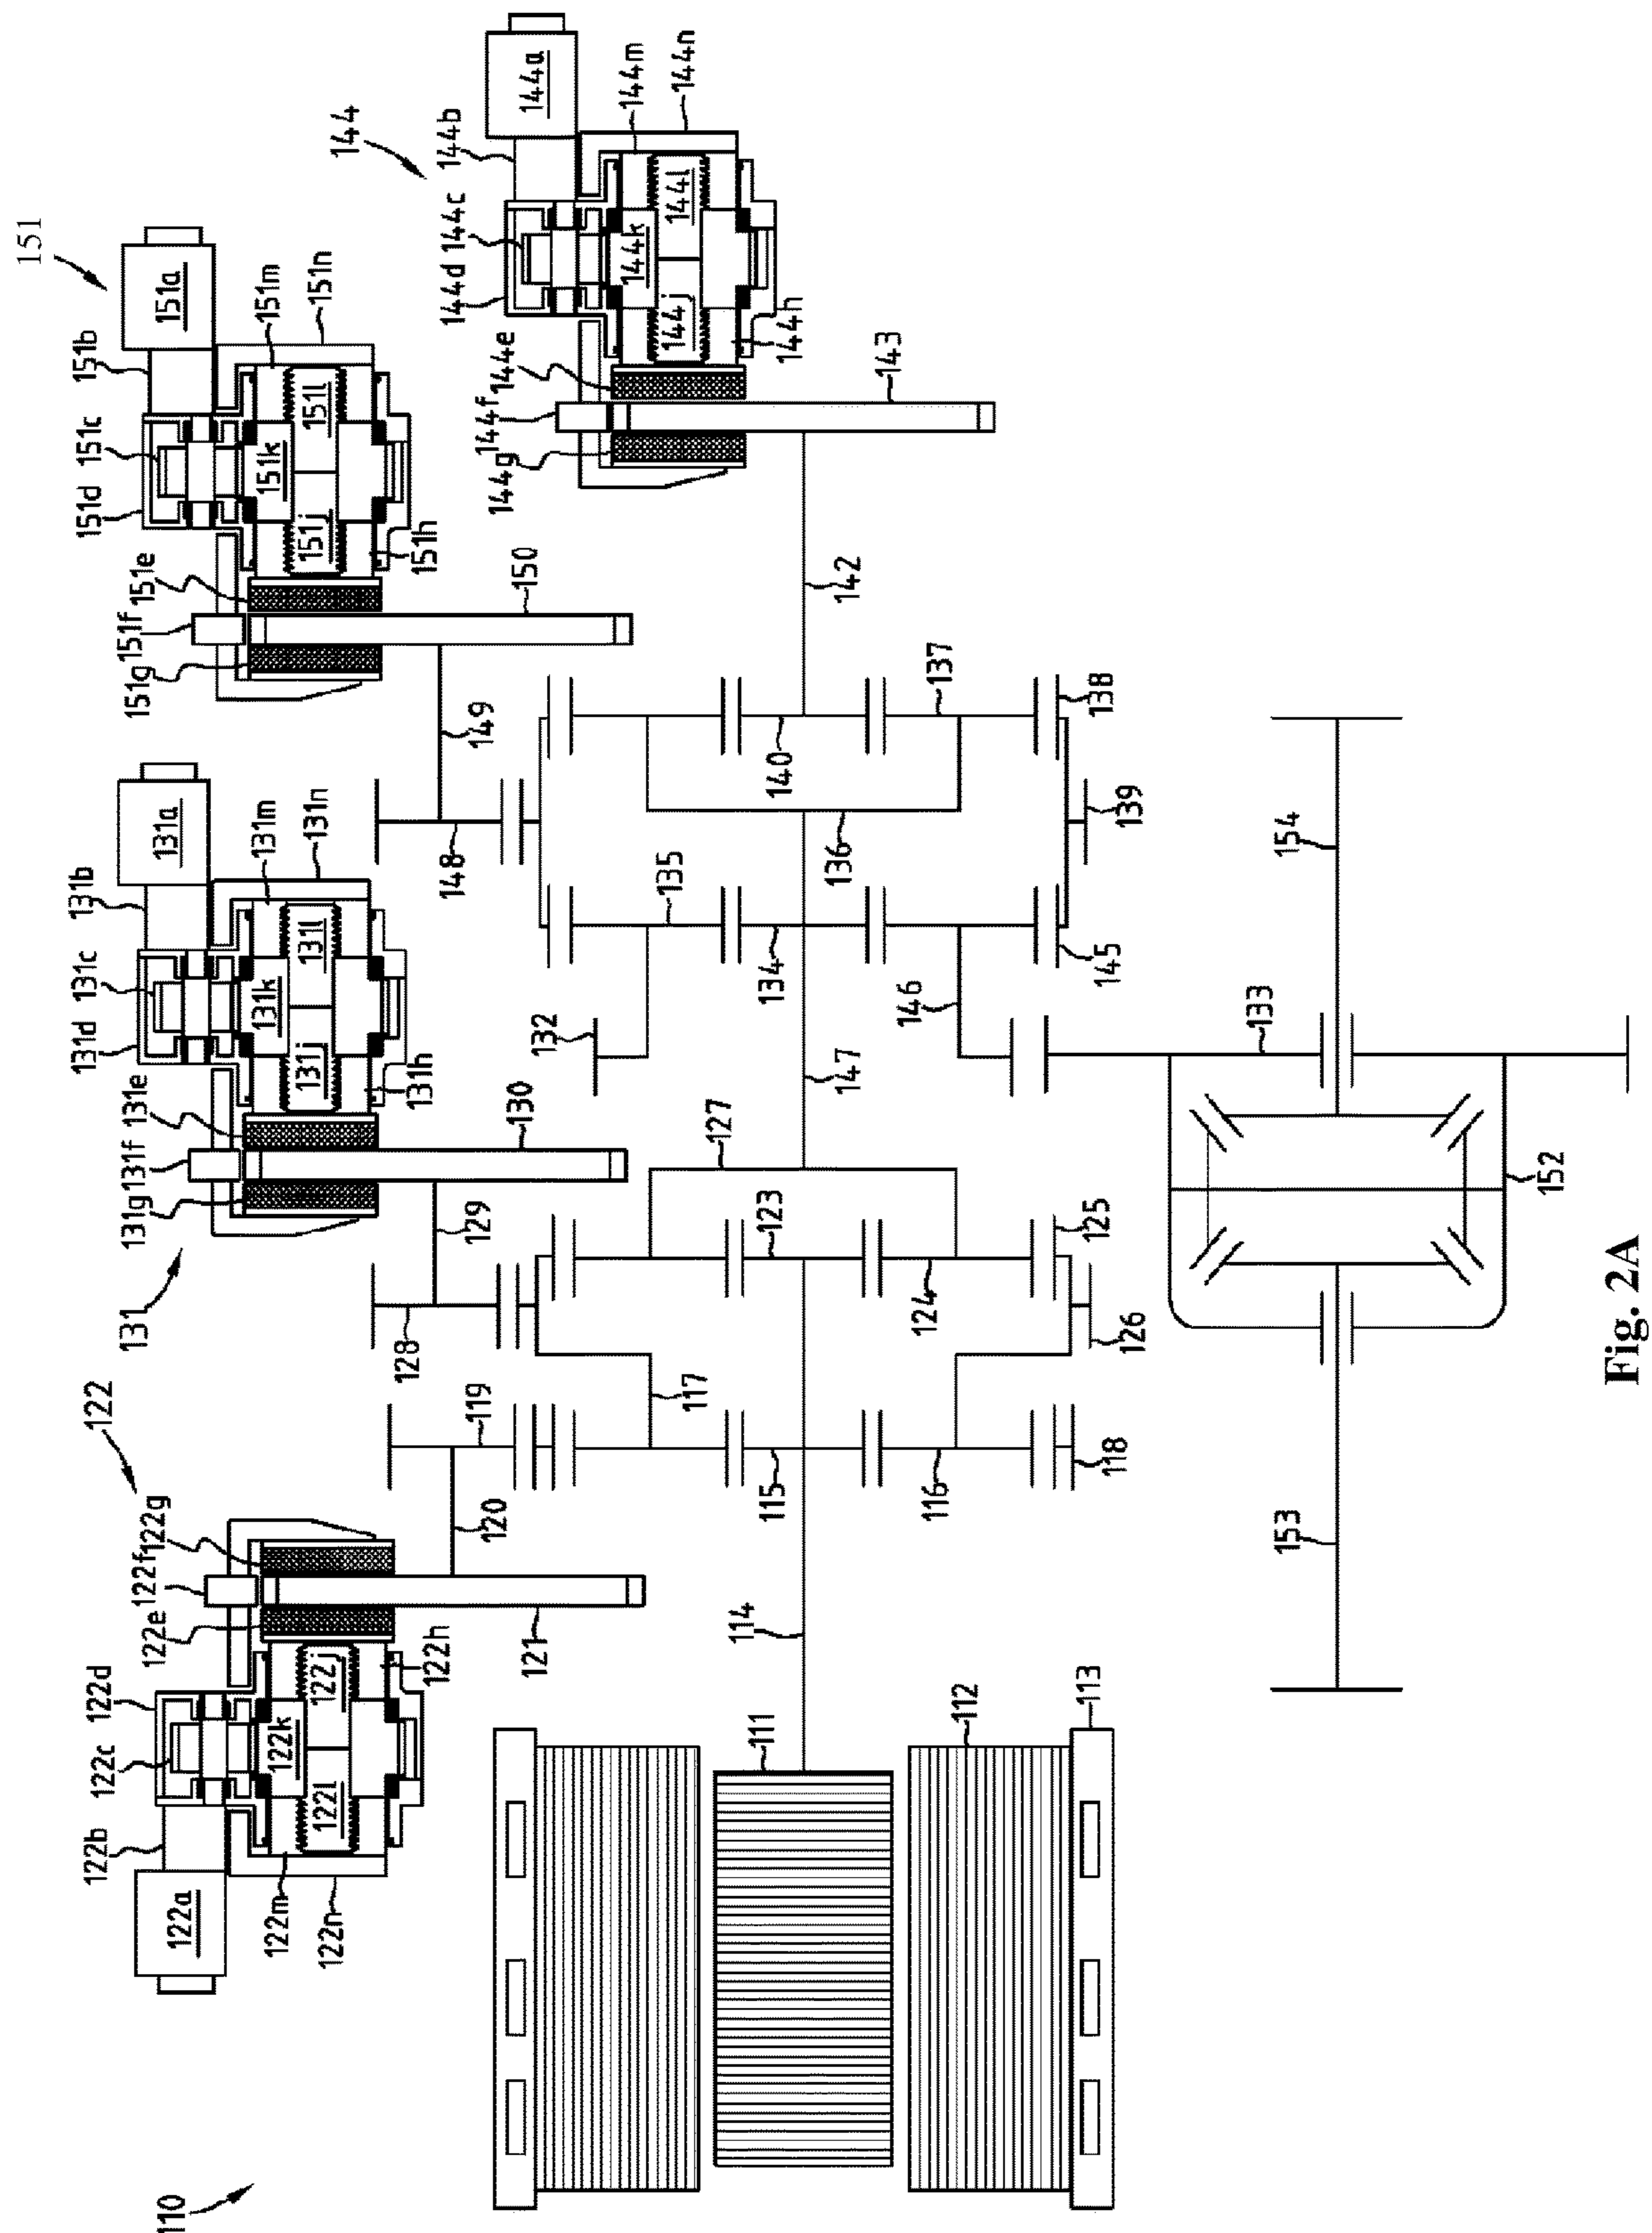 110
122
122a
122b
122c
122d
122e
122f
122g
122h
122j
122k
122l
122m
122n
121
120
119
131
131a
131b
131c
131d
131e
131f
131g
131h
131j
131k
131l
131m
131n
130
129
128
151
151a
151b
151c
151d
151e
151f
151g
151h
151j
151k
151l
151m
151n
150
149
148
144
144a
144b
144c
144d
144e
144f
144g
144h
144j
144k
144l
144m
144n
143
142
111
112
113
114
115
116
117
118
123
124
125
126
127
147
132
134
135
136
140
137
138
139
145
146
133
152
153
154
Fig. 2A